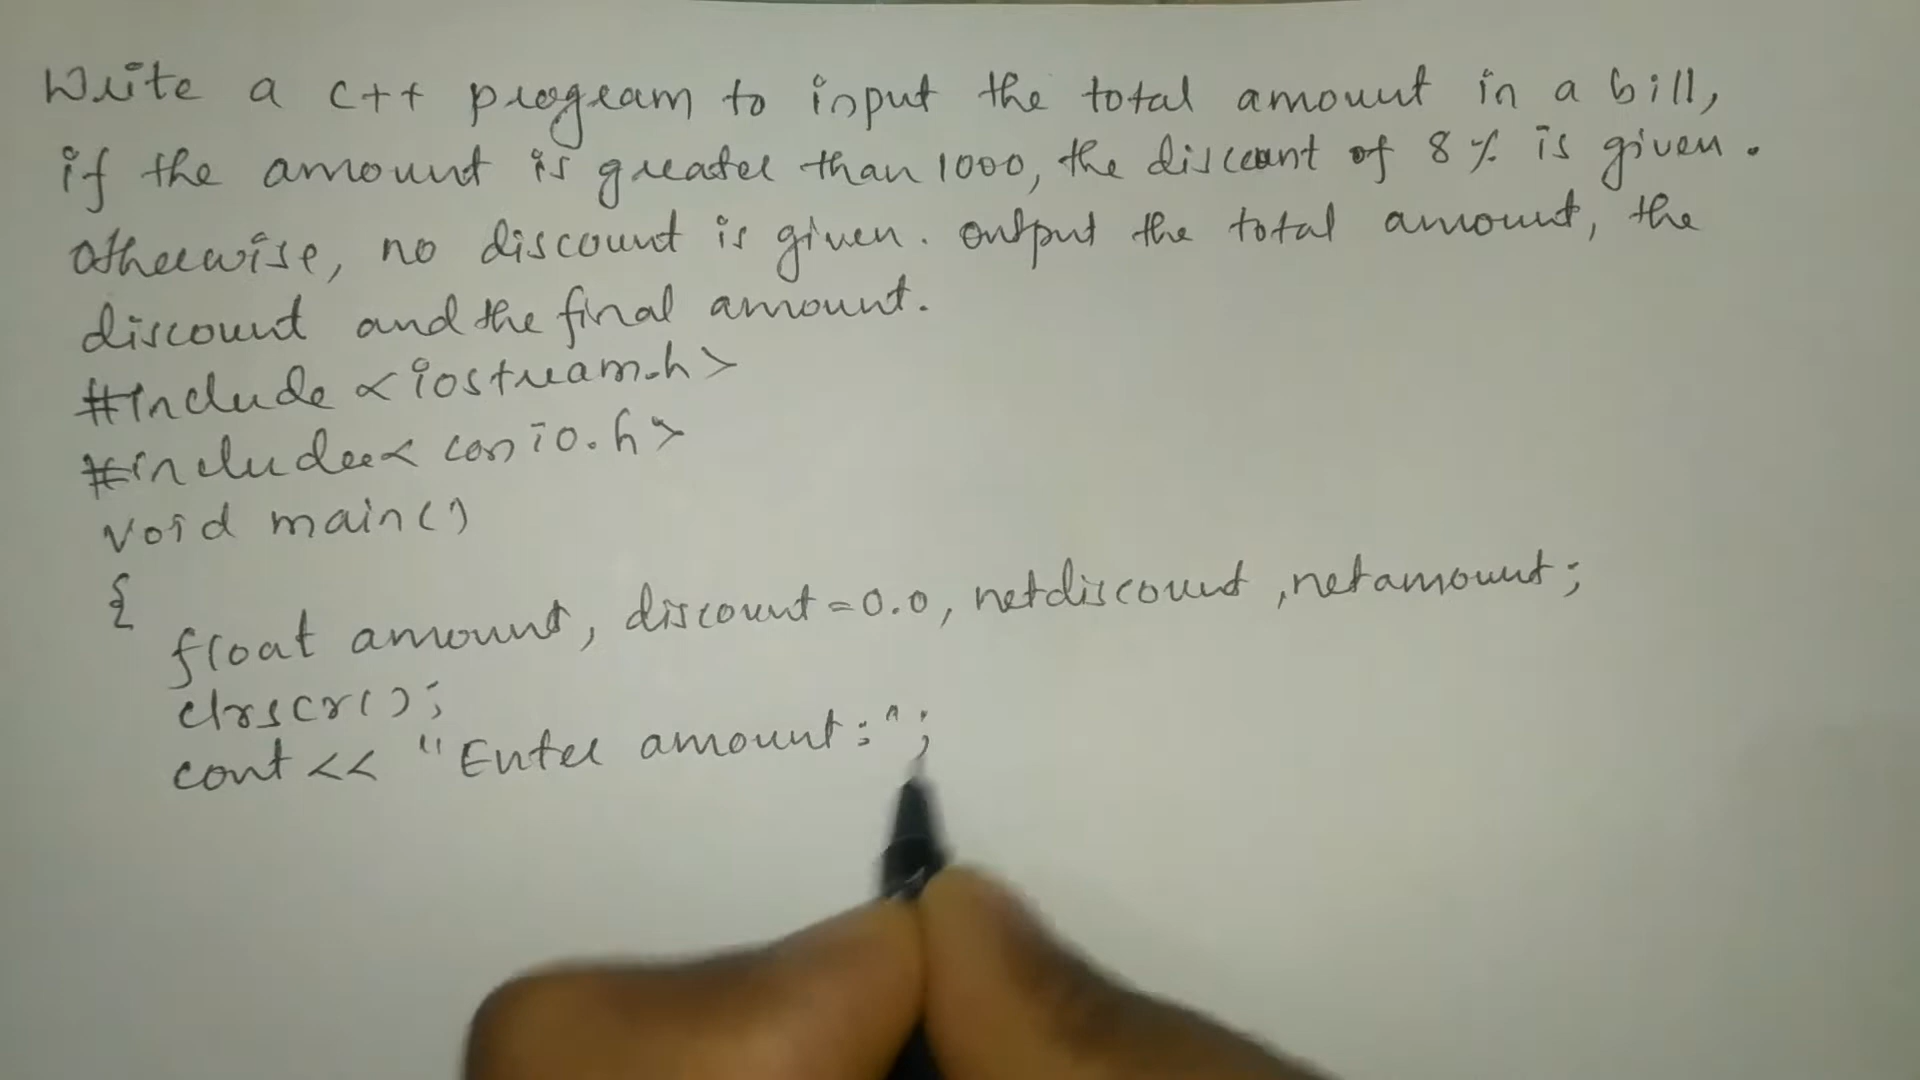 Write a C++ program to input the total amount in a bill,
if the amount is greater than 1000, the discount of 8% is given.
Otherwise, no discount is given. Output the total amount, the
discount and the final amount.
#include <iostream.h>
#include<conio.h>
void main()
{
float amount, discount=0.0, netdiscount, netamount;
clrscr();
cout<< "Enter amount:";